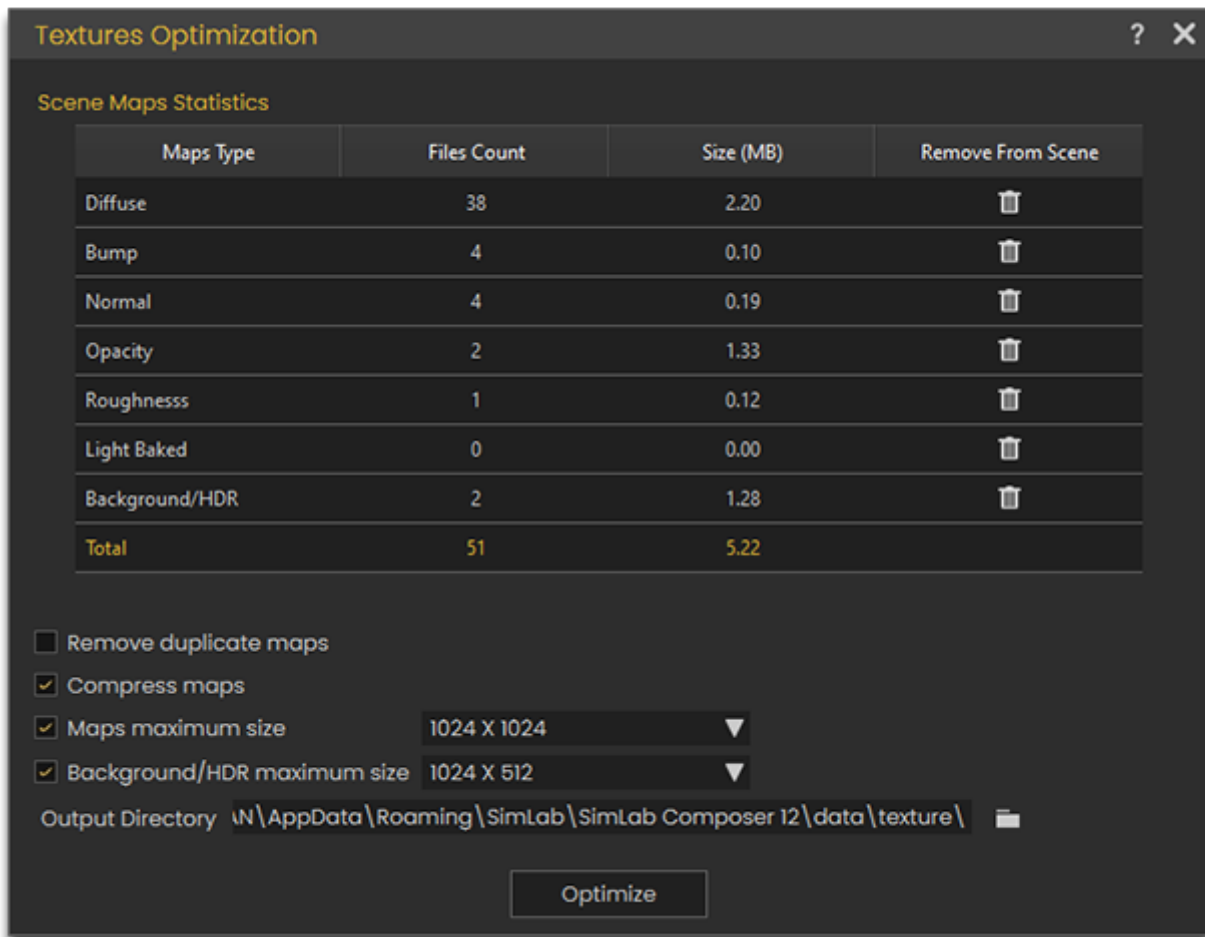 Textures Optimization ?
Scene Maps Statistics
Maps Type Files Count Size (MB) Remove From Scene
Diffuse 38 2.20
Bump 4 0.10
Normal 4 0.19
Opacity 2 1.33
Roughnesss 1 0.12
Light Baked 0 0.00
Background/HDR 2 1.28
Total 51 5.22
Remove duplicate maps
Compress maps
Maps maximum size 1024 X 1024
Background/HDR maximum size 1024 X 512
Output Directory \AppData\Roaming\SimLab\SimLab Composer 12\data\texture\
Optimize